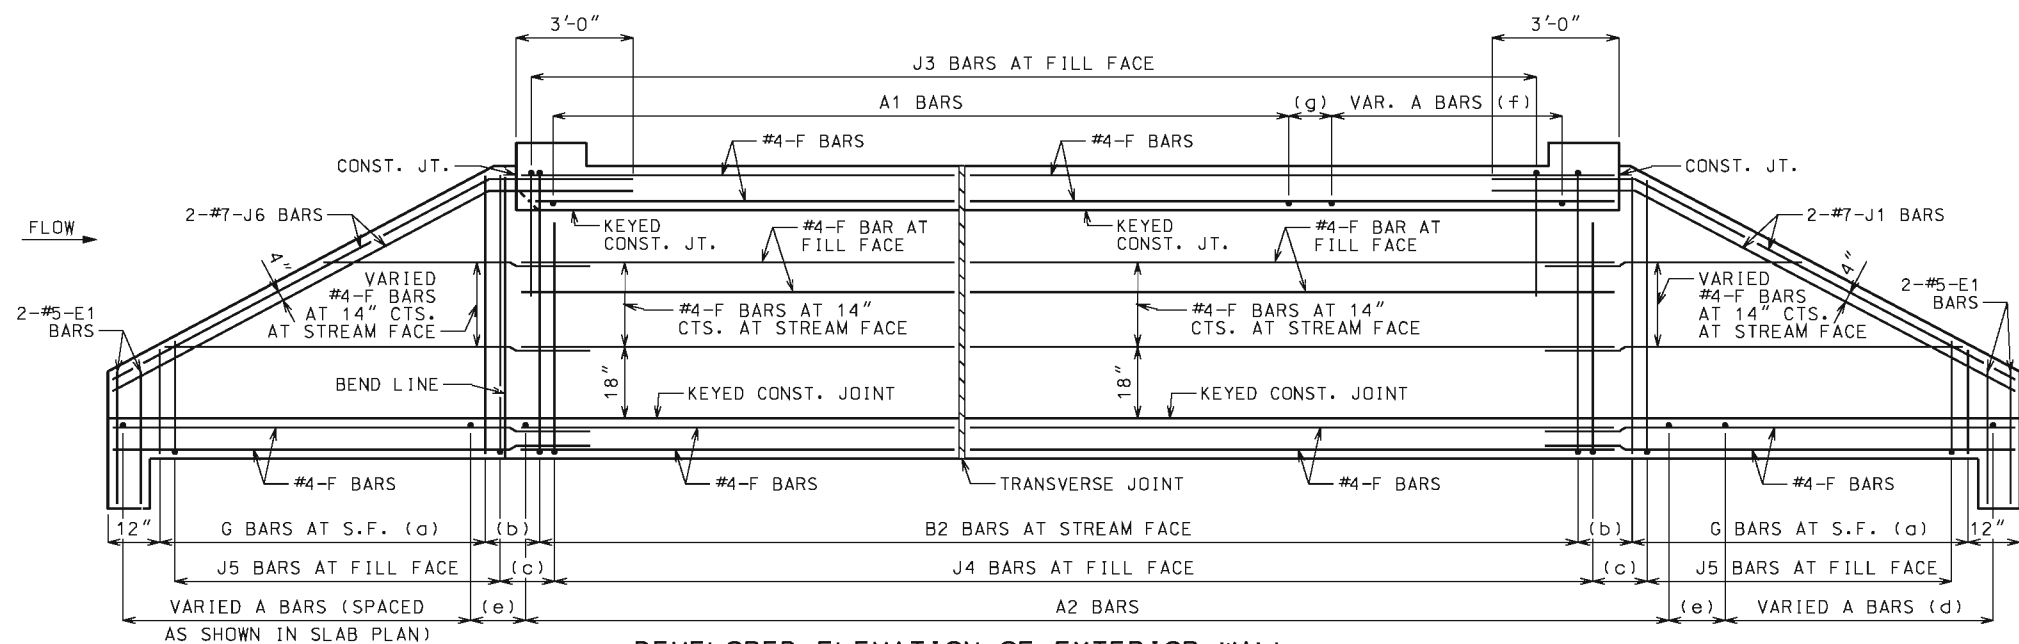 3'-0"
3'-0"
J3 BARS AT FILL FACE
A1 BARS
(g)
VAR. A BARS (f)
#4-F BARS
#4-F BARS
CONST. JT.
CONST. JT.
2-#7-J6 BARS
2-#7-J1 BARS
FLOW
KEYED
CONST. JT.
#4-F BAR AT
FILL FACE
KEYED
CONST. JT.
#4-F BAR AT
FILL FACE
4"
4"
VARIED
#4-F BARS
AT 14" CTS.
AT STREAM FACE
#4-F BARS AT 14"
CTS. AT STREAM FACE
#4-F BARS AT 14"
CTS. AT STREAM FACE
VARIED
#4-F BARS
AT 14" CTS.
AT STREAM FACE
2-#5-E1
BARS
2-#5-E1
BARS
BEND LINE
18"
KEYED CONST. JOINT
18"
KEYED CONST. JOINT
#4-F BARS
#4-F BARS
TRANSVERSE JOINT
#4-F BARS
#4-F BARS
12"
G BARS AT S.F. (a)
(b)
B2 BARS AT STREAM FACE
(b)
G BARS AT S.F. (a)
12"
J5 BARS AT FILL FACE
(c)
J4 BARS AT FILL FACE
(c)
J5 BARS AT FILL FACE
VARIED A BARS (SPACED
AS SHOWN IN SLAB PLAN)
(e)
A2 BARS
(e)
VARIED A BARS (d)
DEVELOPED ELEVATION OF EXTERIOR WALL